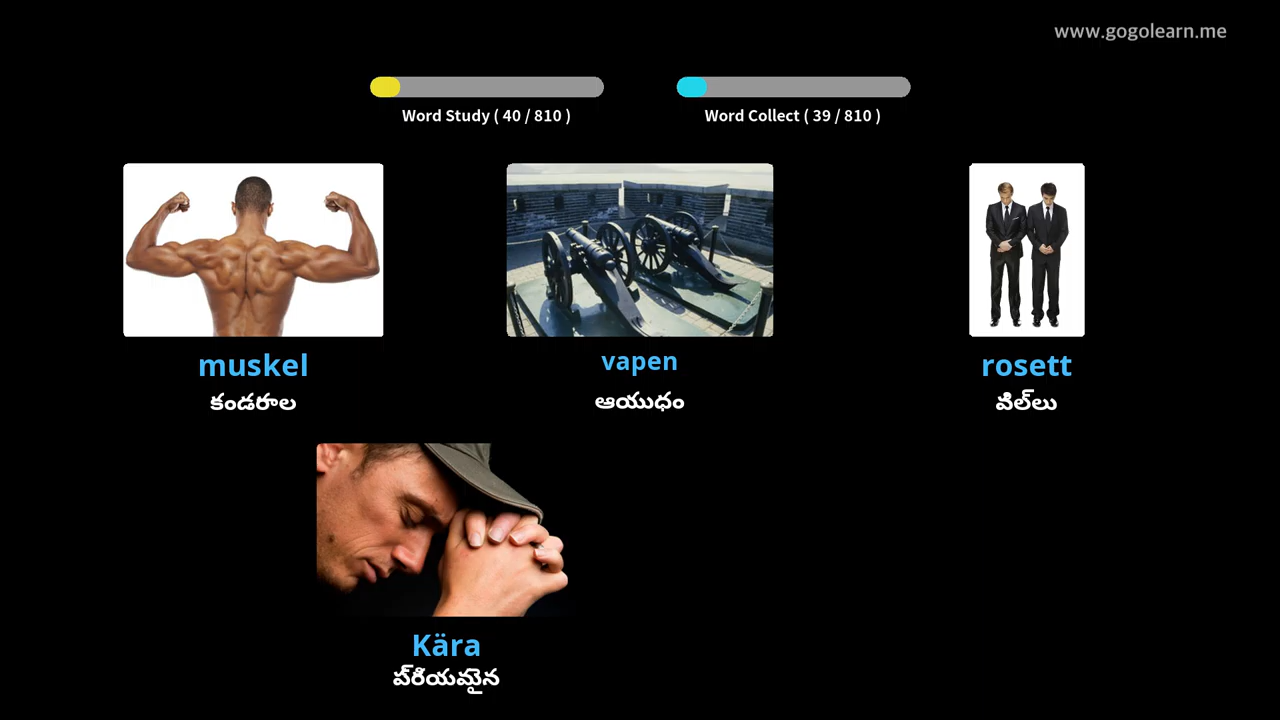 www.gogolearn.me
Word Study ( 40 / 810 )
Word Collect ( 39 / 810 )
muskel
కండరాల
vapen
ఆయుధం
rosett
విల్లు
Kära
ప్రియమైన